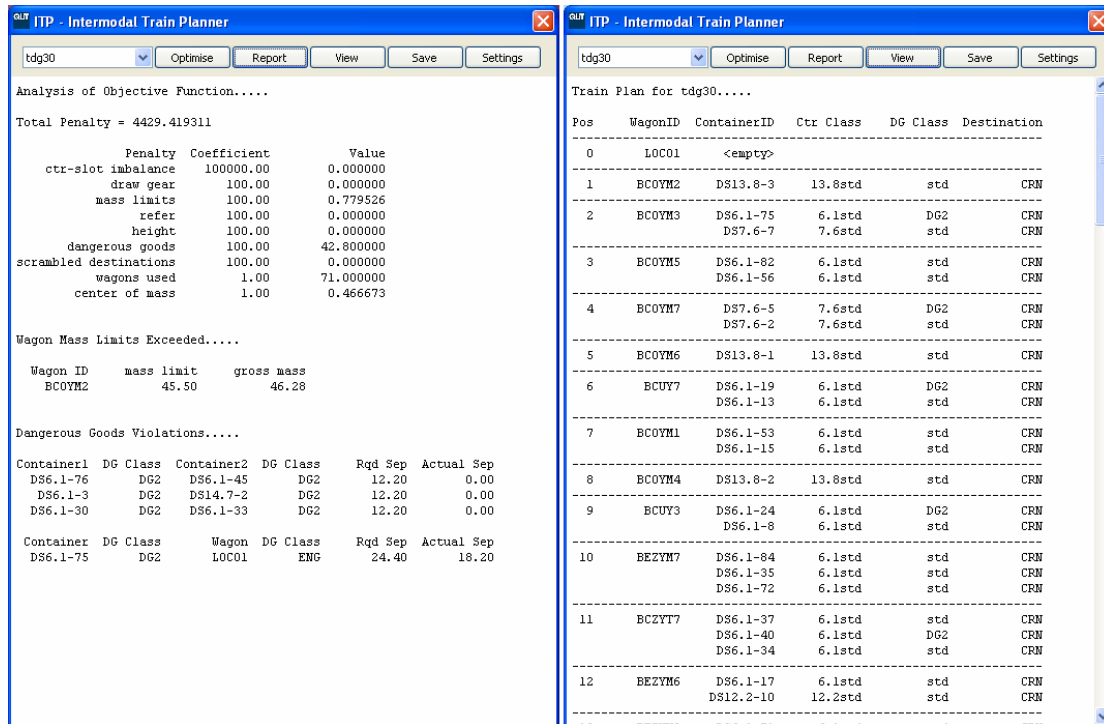 QUT ITP - Intermodal Train Planner
tdg30 Optimise Report View Save Settings
Analysis of Objective Function.....
Total Penalty = 4429.419311
Penalty Coefficient Value
ctr-slot imbalance 100000.00 0.000000
draw gear 100.00 0.000000
mass limits 100.00 0.779526
refer 100.00 0.000000
height 100.00 0.000000
dangerous goods 100.00 42.800000
scrambled destinations 100.00 0.000000
wagons used 1.00 71.000000
center of mass 1.00 0.466673
Wagon Mass Limits Exceeded.....
Wagon ID mass limit gross mass
BCOYM2 45.50 46.28
Dangerous Goods Violations.....
Container1 DG Class Container2 DG Class Rqd Sep Actual Sep
DS6.1-76 DG2 DS6.1-45 DG2 12.20 0.00
DS6.1-3 DG2 DS14.7-2 DG2 12.20 0.00
DS6.1-30 DG2 DS6.1-33 DG2 12.20 0.00
Container DG Class Wagon DG Class Rqd Sep Actual Sep
DS6.1-75 DG2 LOCO1 ENG 24.40 18.20
QUT ITP - Intermodal Train Planner
tdg30 Optimise Report View Save Settings
Train Plan for tdg30.....
Pos WagonID ContainerID Ctr Class DG Class Destination
0 LOCO1 <empty>
1 BCOYM2 DS13.8-3 13.8std std CRN
2 BCOYM3 DS6.1-75 6.1std DG2 CRN
DS7.6-7 7.6std std CRN
3 BCOYM5 DS6.1-82 6.1std std CRN
DS6.1-56 6.1std std CRN
4 BCOYM7 DS7.6-5 7.6std DG2 CRN
DS7.6-2 7.6std std CRN
5 BCOYM6 DS13.8-1 13.8std std CRN
6 BCUY7 DS6.1-19 6.1std DG2 CRN
DS6.1-13 6.1std std CRN
7 BCOYM1 DS6.1-53 6.1std std CRN
DS6.1-15 6.1std std CRN
8 BCOYM4 DS13.8-2 13.8std std CRN
9 BCUY3 DS6.1-24 6.1std DG2 CRN
DS6.1-8 6.1std std CRN
10 BEZYM7 DS6.1-84 6.1std std CRN
DS6.1-35 6.1std std CRN
DS6.1-72 6.1std std CRN
11 BCZYT7 DS6.1-37 6.1std std CRN
DS6.1-40 6.1std DG2 CRN
DS6.1-34 6.1std std CRN
12 BEZYM6 DS6.1-17 6.1std std CRN
DS12.2-10 12.2std std CRN